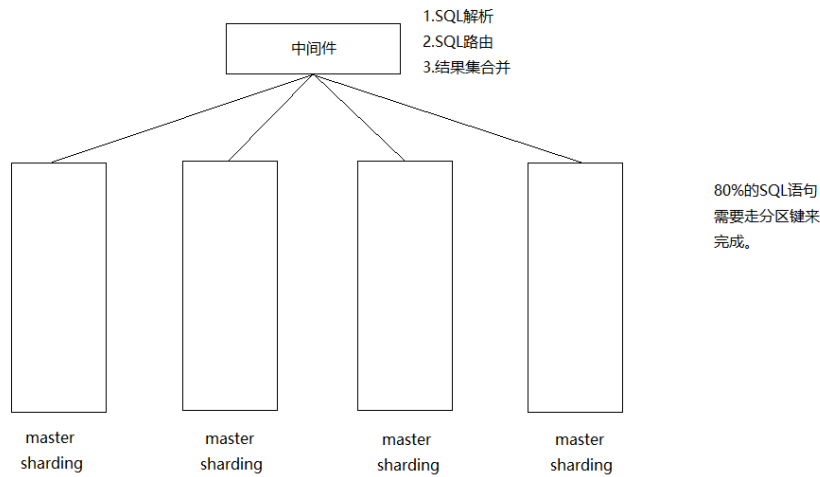 中间件
1.SQL解析
2.SQL路由
3.结果集合并
80%的SQL语句
需要走分区键来
完成。
master
sharding
master
sharding
master
sharding
master
sharding